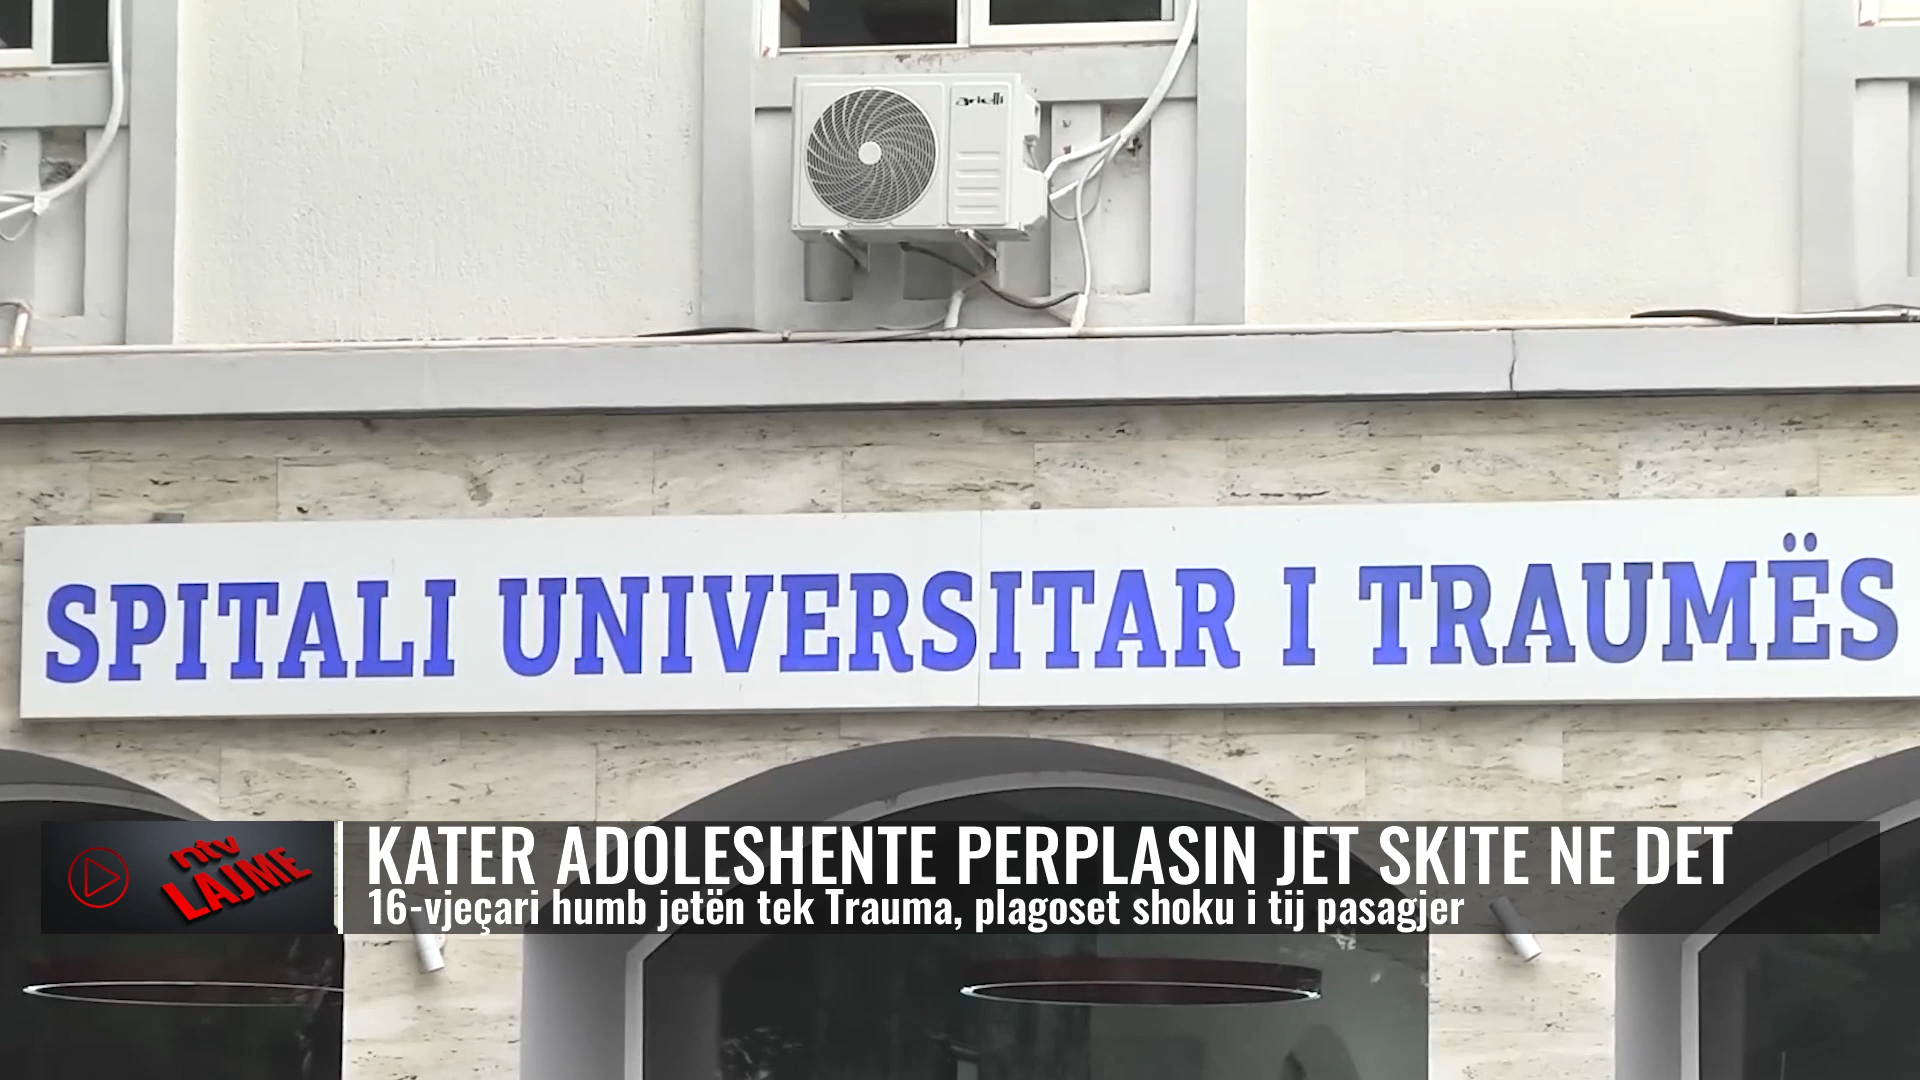 arielli
SPITALI UNIVERSITAR I TRAUMËS
ntv
LAJME
KATER ADOLESHENTE PERPLASIN JET SKITE NE DET
16-vjeçari humb jetën tek Trauma, plagoset shoku i tij pasagjer